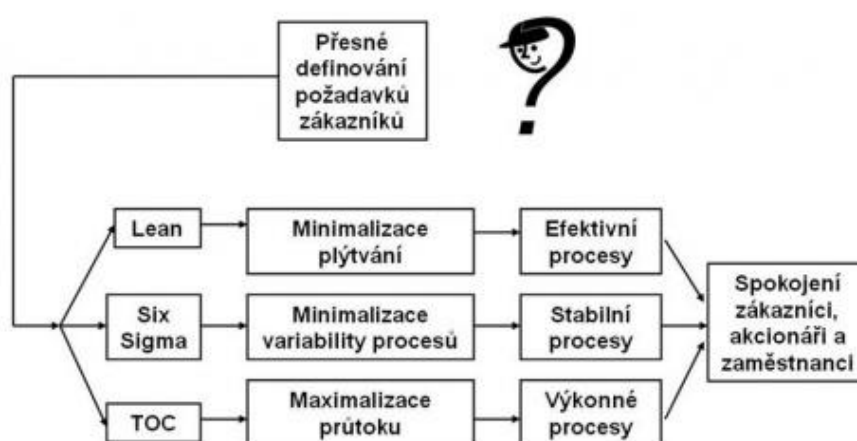 Přesné
definování
požadavků
zákazníků
Lean
Minimalizace
plýtvání
Efektivní
procesy
Six
Sigma
Minimalizace
variability procesů
Stabilní
procesy
TOC
Maximalizace
průtoku
Výkonné
procesy
Spokojení
zákazníci,
akcionáři a
zaměstnanci